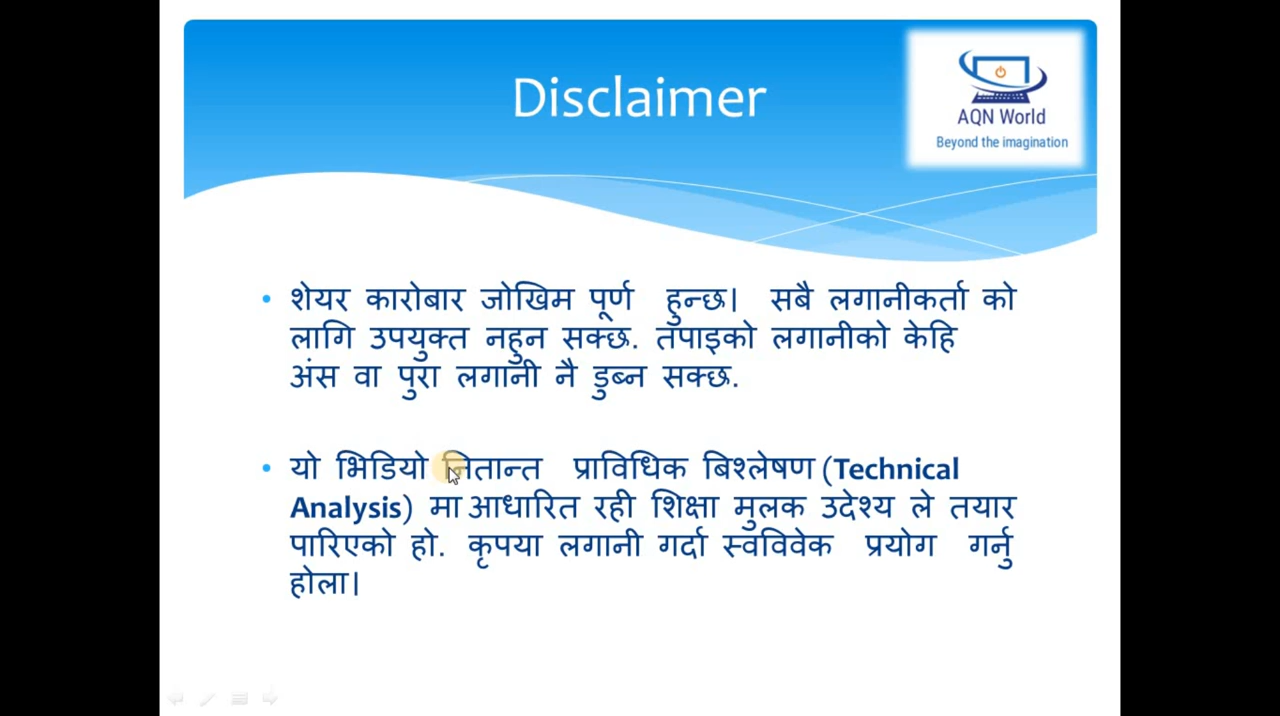 Disclaimer
AQN World
Beyond the imagination
• शेयर कारोबार जोखिम पूर्ण हुन्छ। सबै लगानीकर्ता को
लागि उपयुक्त नहुन सक्छ. तपाइको लगानीको केहि
अंस वा पुरा लगानी नै डुब्न सक्छ.
• यो भिडियो नितान्त प्राविधिक बिश्लेषण (Technical
Analysis) मा आधारित रही शिक्षा मुलक उदेश्य ले तयार
पारिएको हो. कृपया लगानी गर्दा स्वविवेक प्रयोग गर्नु
होला।